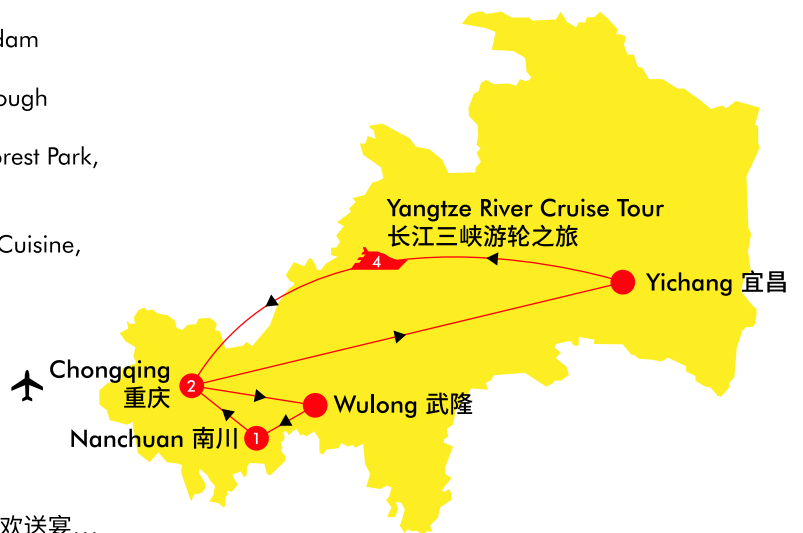 dam
ough
orest Park,
Cuisine,
Yangtze River Cruise Tour
长江三峡游轮之旅
4
Yichang 宜昌
Chongqing
重庆
2
Wulong 武隆
Nanchuan 南川
1
欢送宴...